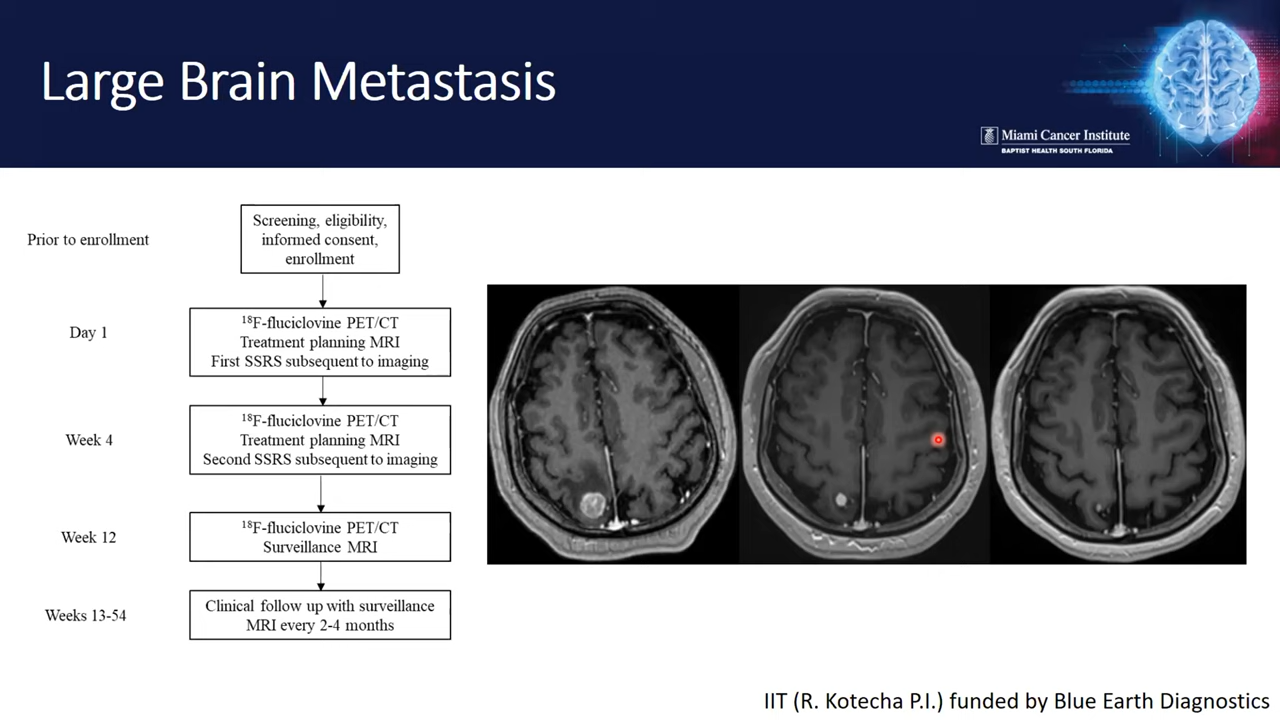 Large Brain Metastasis
Miami Cancer Institute
BAPTIST HEALTH SOUTH FLORIDA
Prior to enrollment
Screening, eligibility,
informed consent,
enrollment
Day 1
¹⁸F-fluciclovine PET/CT
Treatment planning MRI
First SSRS subsequent to imaging
Week 4
¹⁸F-fluciclovine PET/CT
Treatment planning MRI
Second SSRS subsequent to imaging
Week 12
¹⁸F-fluciclovine PET/CT
Surveillance MRI
Weeks 13-54
Clinical follow up with surveillance
MRI every 2-4 months
IIT (R. Kotecha P.I.) funded by Blue Earth Diagnostics